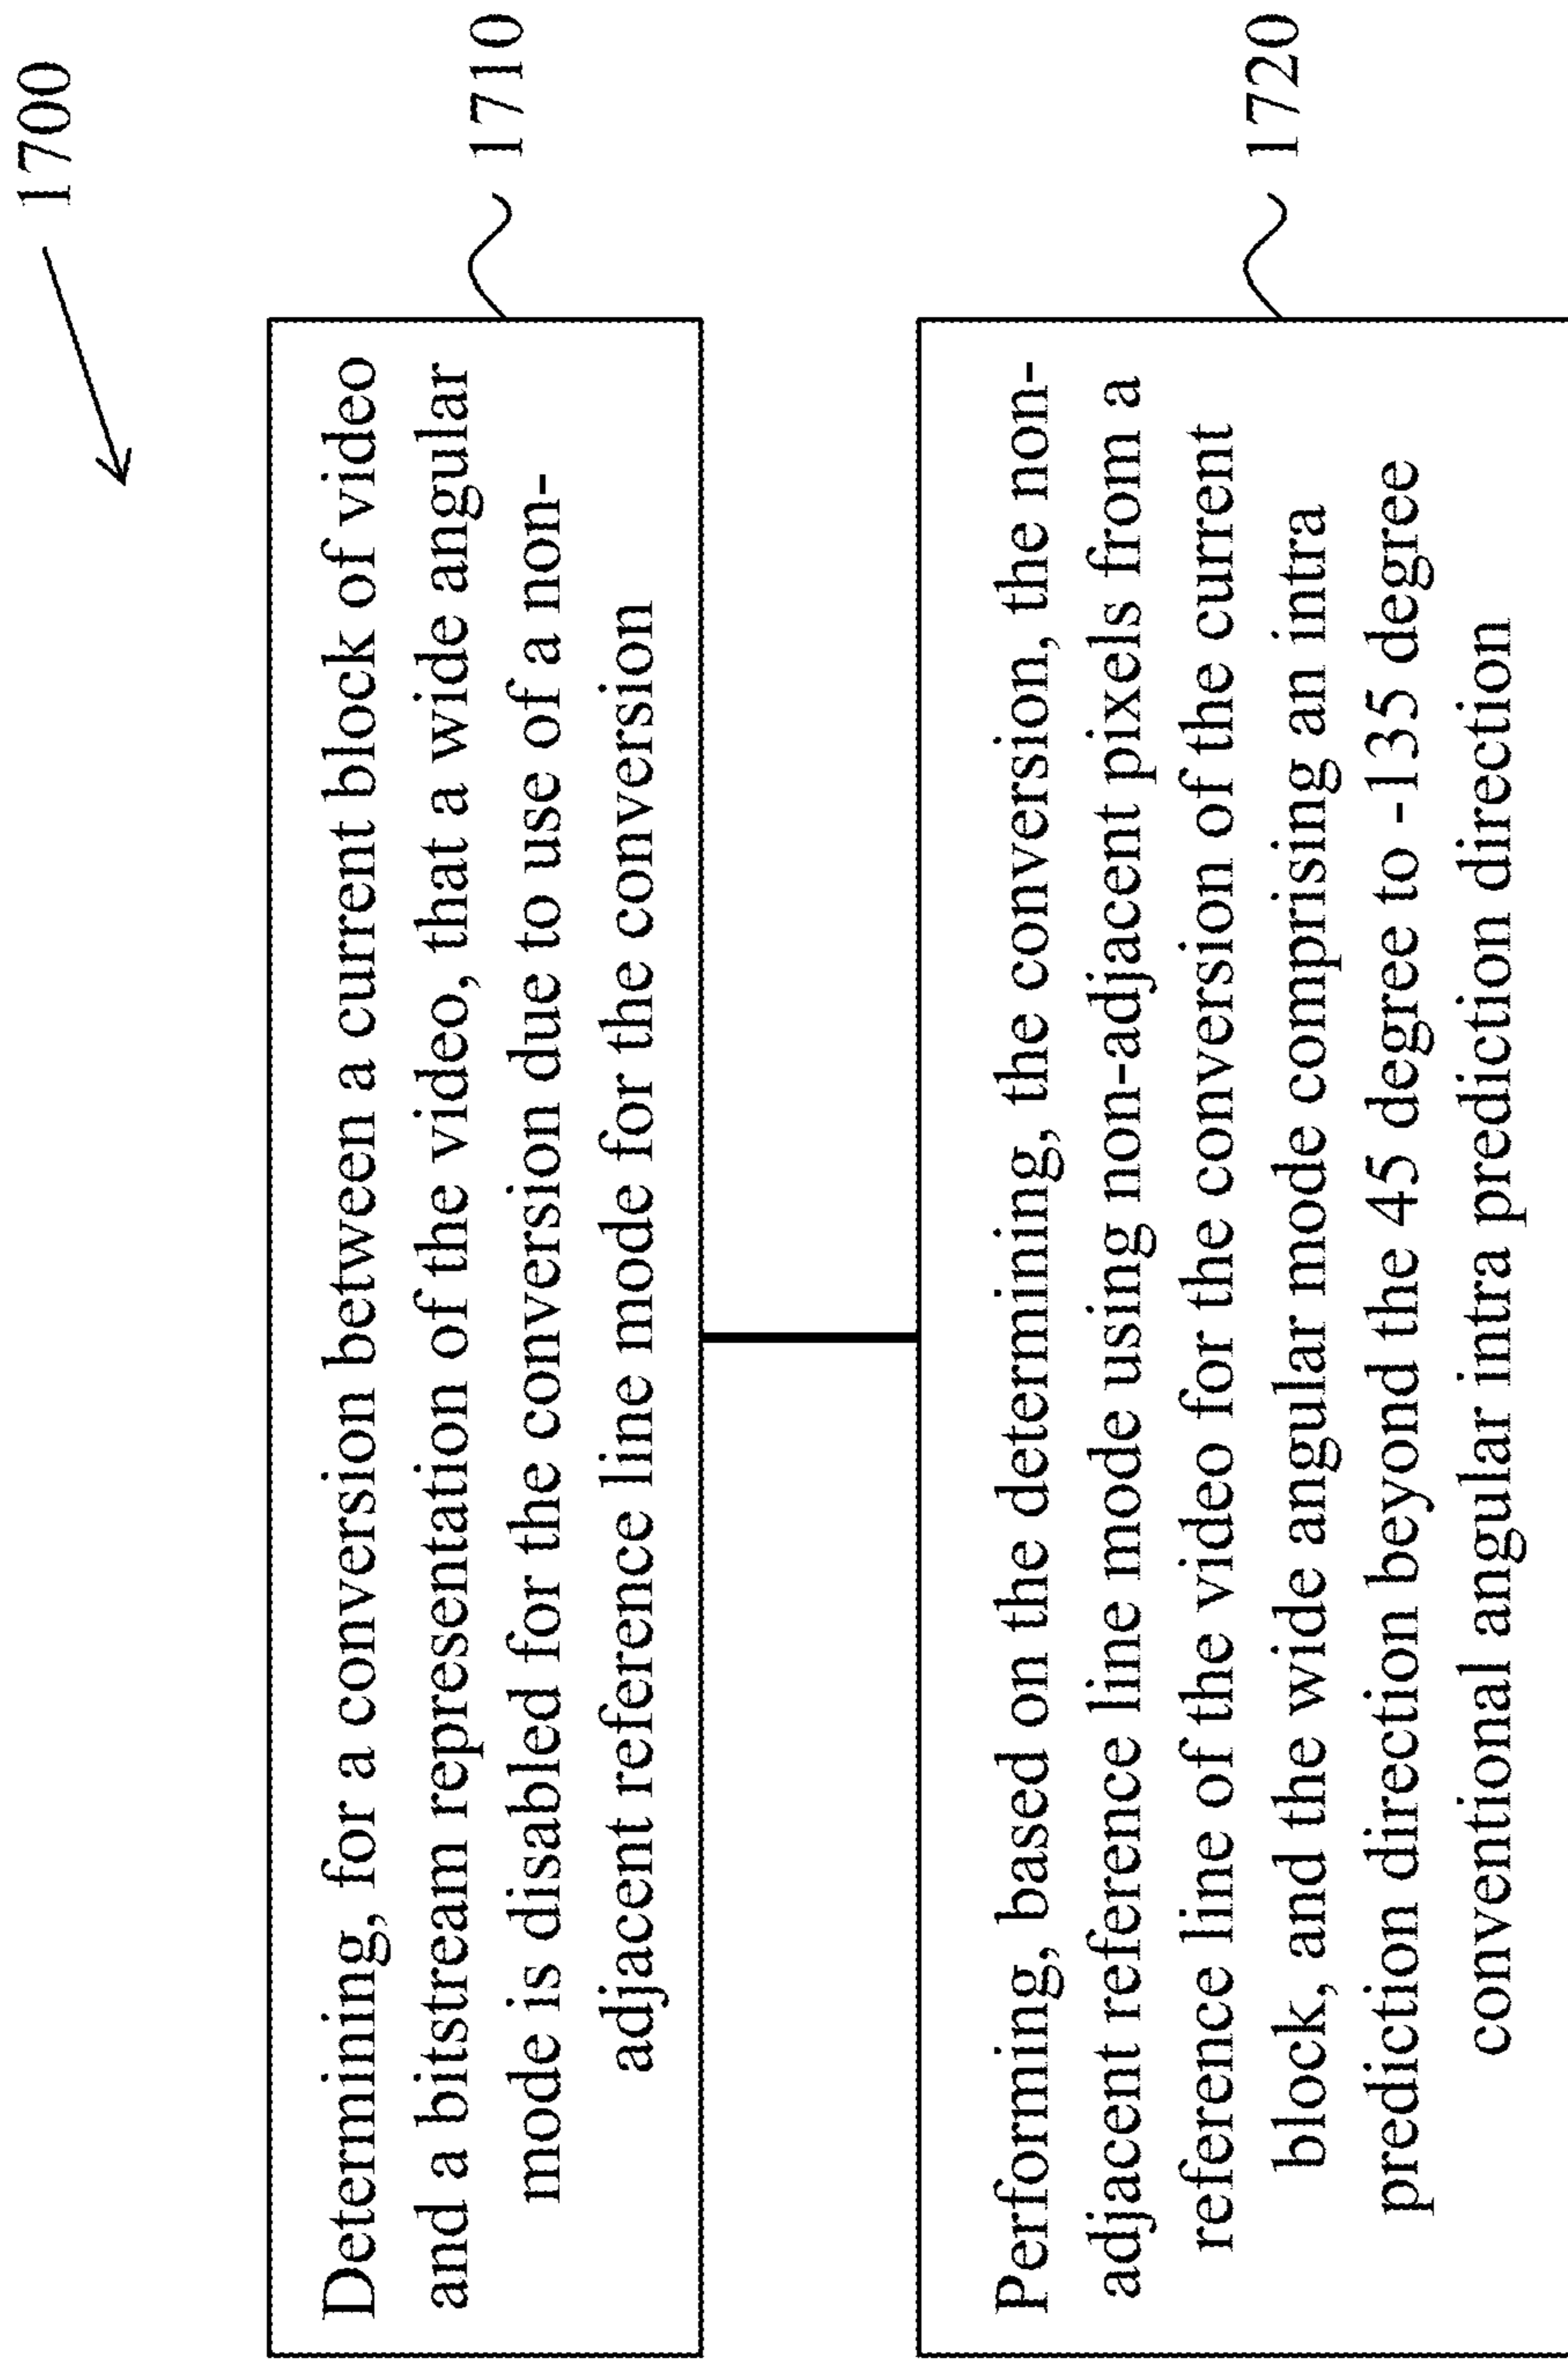 1700
Determining, for a conversion between a current block of video
and a bitstream representation of the video, that a wide angular
mode is disabled for the conversion due to use of a non-
adjacent reference line mode for the conversion
1710
Performing, based on the determining, the conversion, the non-
adjacent reference line mode using non-adjacent pixels from a
reference line of the video for the conversion of the current
block, and the wide angular mode comprising an intra
prediction direction beyond the 45 degree to -135 degree
conventional angular intra prediction direction
1720